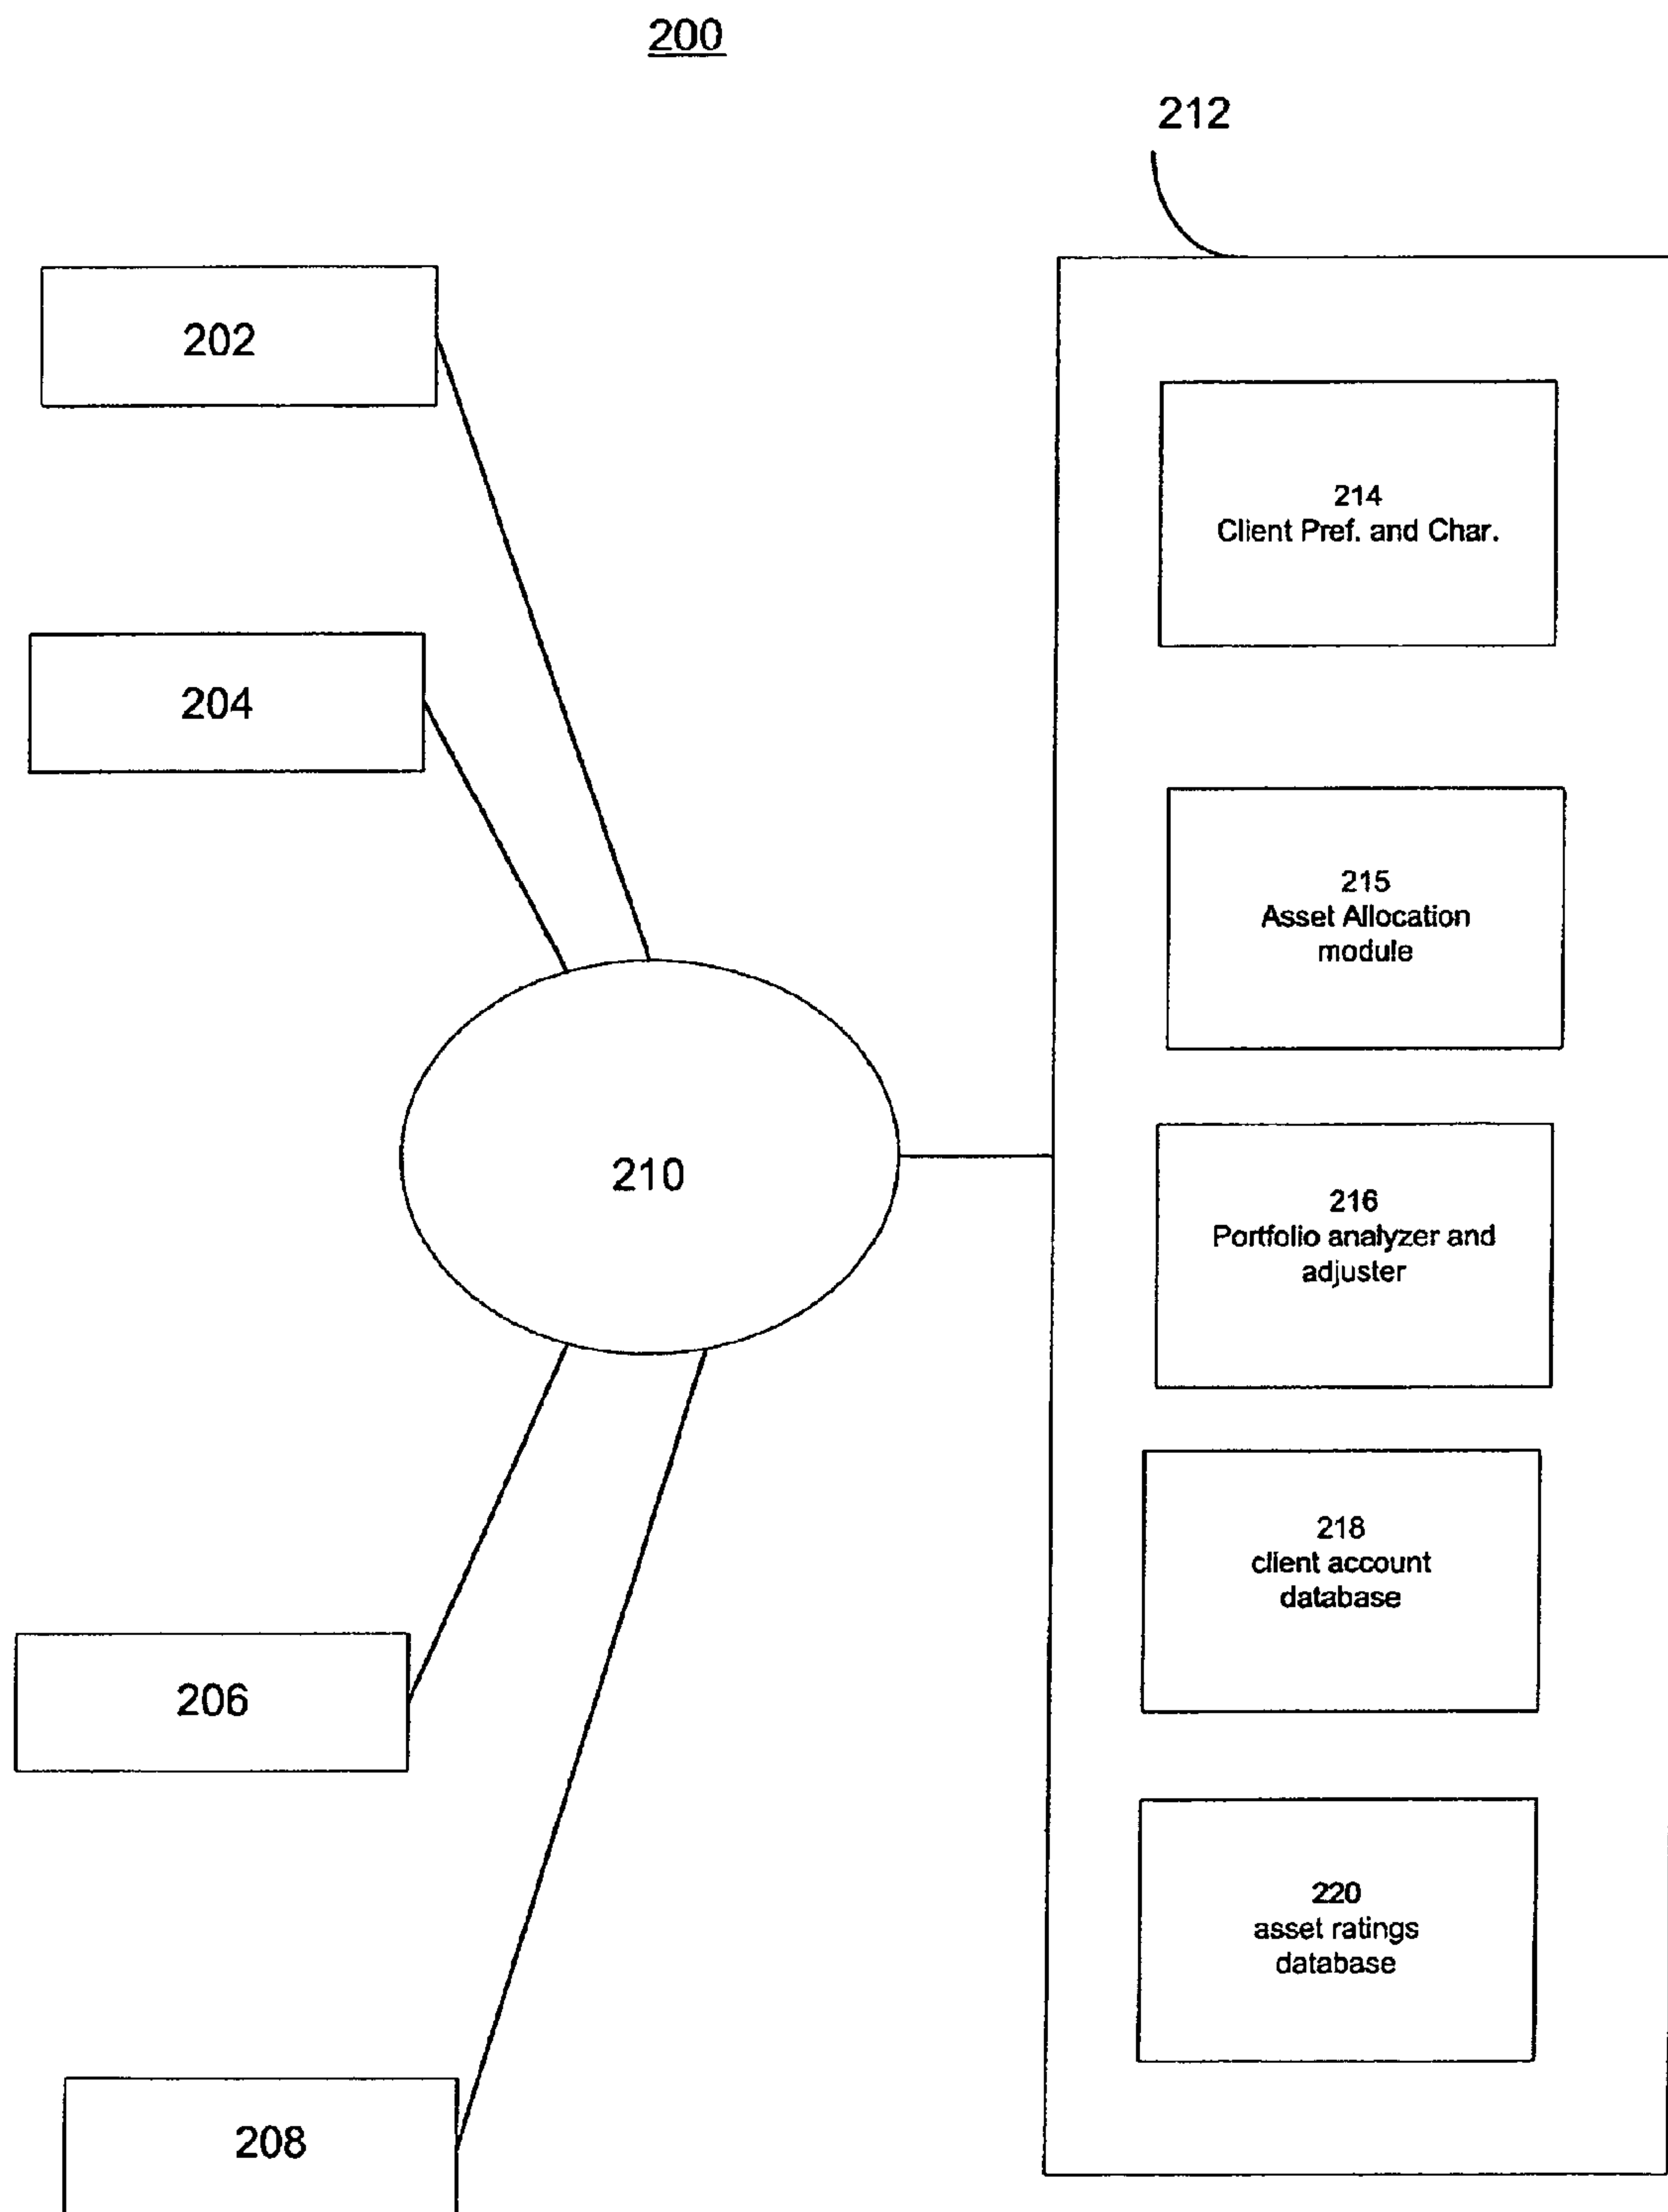 200
212
202
204
210
206
208
214
Client Pref. and Char.
215
Asset Allocation
module
216
Portfolio analyzer and
adjuster
218
client account
database
220
asset ratings
database